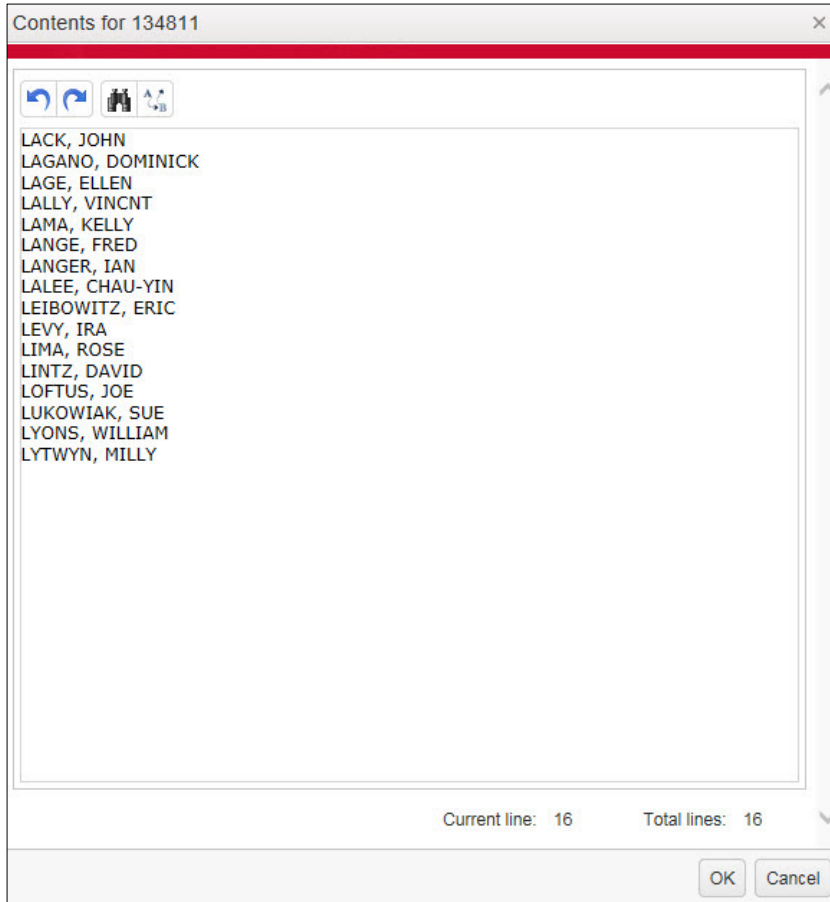 Contents for 134811
LACK, JOHN
LAGANO, DOMINICK
LAGE, ELLEN
LALLY, VINCNT
LAMA, KELLY
LANGE, FRED
LANGER, IAN
LALEE, CHAU-YIN
LEIBOWITZ, ERIC
LEVY, IRA
LIMA, ROSE
LINTZ, DAVID
LOFTUS, JOE
LUKOWIAK, SUE
LYONS, WILLIAM
LYTWYN, MILLY
Current line: 16 Total lines: 16
OK Cancel